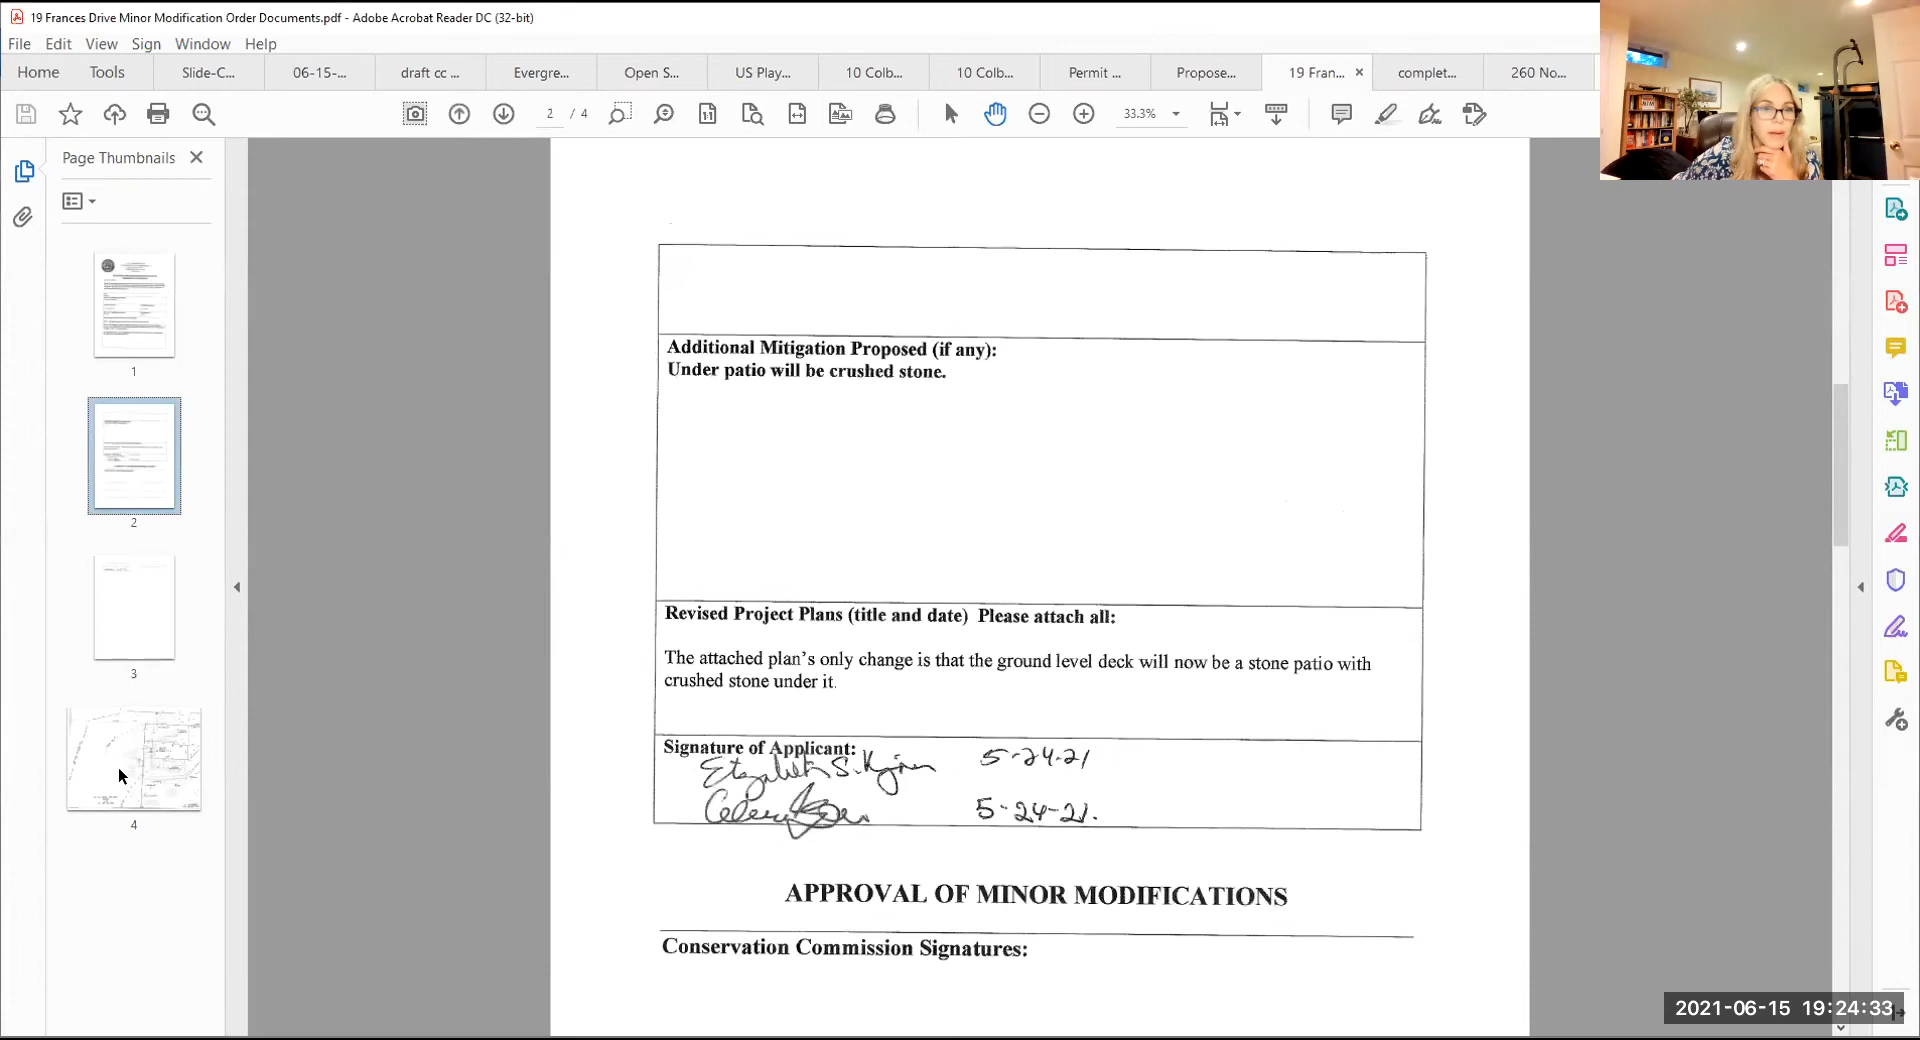 19 Frances Drive Minor Modification Order Documents.pdf - Adobe Acrobat Reader DC (32-bit)
File Edit View Sign Window Help
Home Tools Slide-C... 06-15-... draft cc ... Evergre... Open S... US Play... 10 Colb... 10 Colb... Permit ... Propose... 19 Fran... complet... 260 No...
2 / 4 33.3%
Page Thumbnails
1
2
3
4
Additional Mitigation Proposed (if any):
Under patio will be crushed stone.
Revised Project Plans (title and date) Please attach all:
The attached plan's only change is that the ground level deck will now be a stone patio with
crushed stone under it.
Signature of Applicant:
5-24-21
5-24-21.
APPROVAL OF MINOR MODIFICATIONS
Conservation Commission Signatures:
2021-06-15 19:24:33